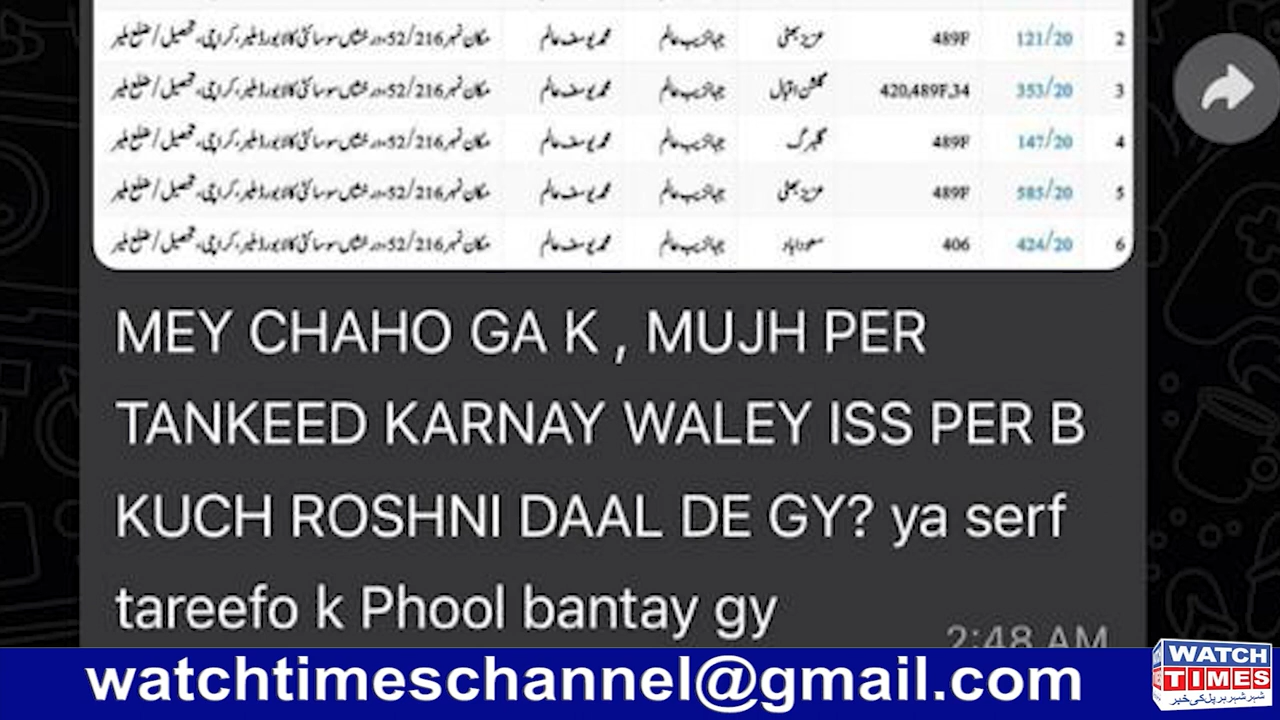 2 121/20 489F عزیز بھٹی جہانزیب عالم محمد یوسف عالم مکان نمبر 52/216، درخشاں سوسائٹی کالا بورڈ ملیر، کراچی، تحصیل / ضلع ملیر
3 353/20 420,489F,34 گلشن اقبال جہانزیب عالم محمد یوسف عالم مکان نمبر 52/216، درخشاں سوسائٹی کالا بورڈ ملیر، کراچی، تحصیل / ضلع ملیر
4 147/20 489F گلبرگ جہانزیب عالم محمد یوسف عالم مکان نمبر 52/216، درخشاں سوسائٹی کالا بورڈ ملیر، کراچی، تحصیل / ضلع ملیر
5 585/20 489F عزیز بھٹی جہانزیب عالم محمد یوسف عالم مکان نمبر 52/216، درخشاں سوسائٹی کالا بورڈ ملیر، کراچی، تحصیل / ضلع ملیر
6 424/20 406 سعودآباد جہانزیب عالم محمد یوسف عالم مکان نمبر 52/216، درخشاں سوسائٹی کالا بورڈ ملیر، کراچی، تحصیل / ضلع ملیر
MEY CHAHO GA K , MUJH PER
TANKEED KARNAY WALEY ISS PER B
KUCH ROSHNI DAAL DE GY? ya serf
tareefo k Phool bantay gy
2:48 AM
watchtimeschannel@gmail.com
WATCH
TIMES
شہر شہر ہر پل کی خبر